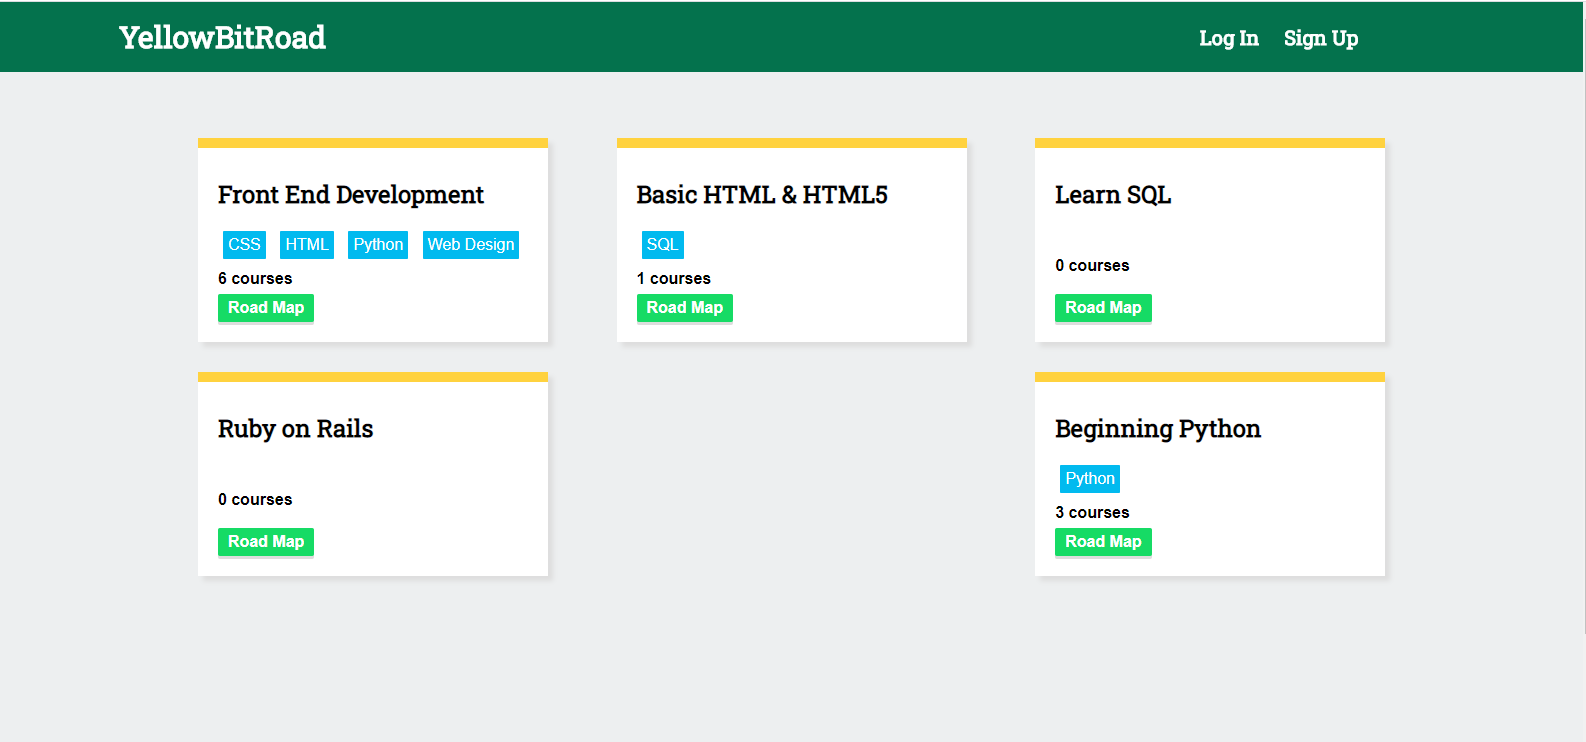 YellowBitRoad
Log In Sign Up
Front End Development
CSS HTML Python Web Design
6 courses
Road Map
Basic HTML & HTML5
SQL
1 courses
Road Map
Learn SQL
0 courses
Road Map
Ruby on Rails
0 courses
Road Map
Beginning Python
Python
3 courses
Road Map